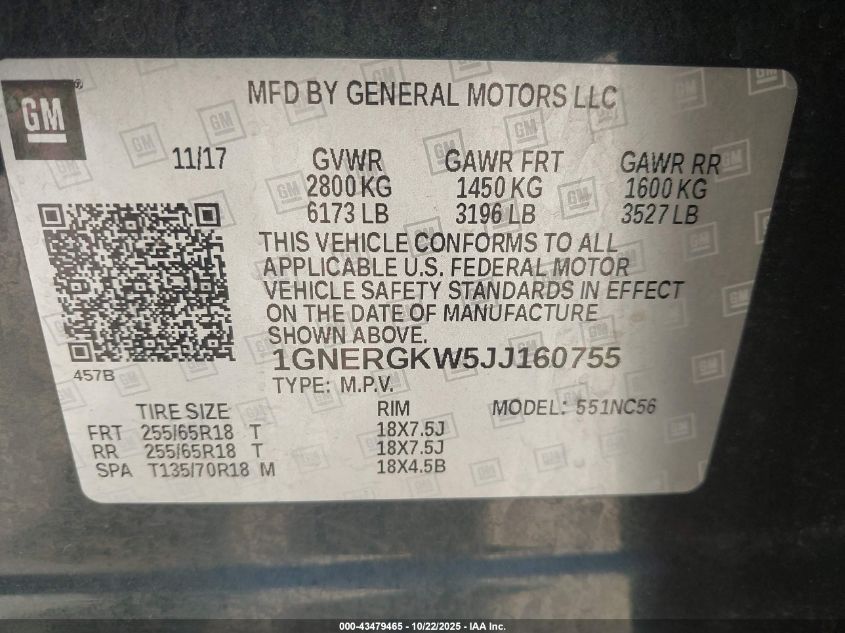 GM
MFD BY GENERAL MOTORS LLC
11/17 GVWR GAWR FRT GAWR RR
2800 KG 1450 KG 1600 KG
6173 LB 3196 LB 3527 LB
THIS VEHICLE CONFORMS TO ALL
APPLICABLE U.S. FEDERAL MOTOR
VEHICLE SAFETY STANDARDS IN EFFECT
ON THE DATE OF MANUFACTURE
SHOWN ABOVE.
1GNERGKW5JJ160755
457B
TYPE: M.P.V.
TIRE SIZE RIM MODEL: 551NC56
FRT 255/65R18 T 18X7.5J
RR 255/65R18 T 18X7.5J
SPA T135/70R18 M 18X4.5B
000-43479465 - 10/22/2025 - IAA Inc.